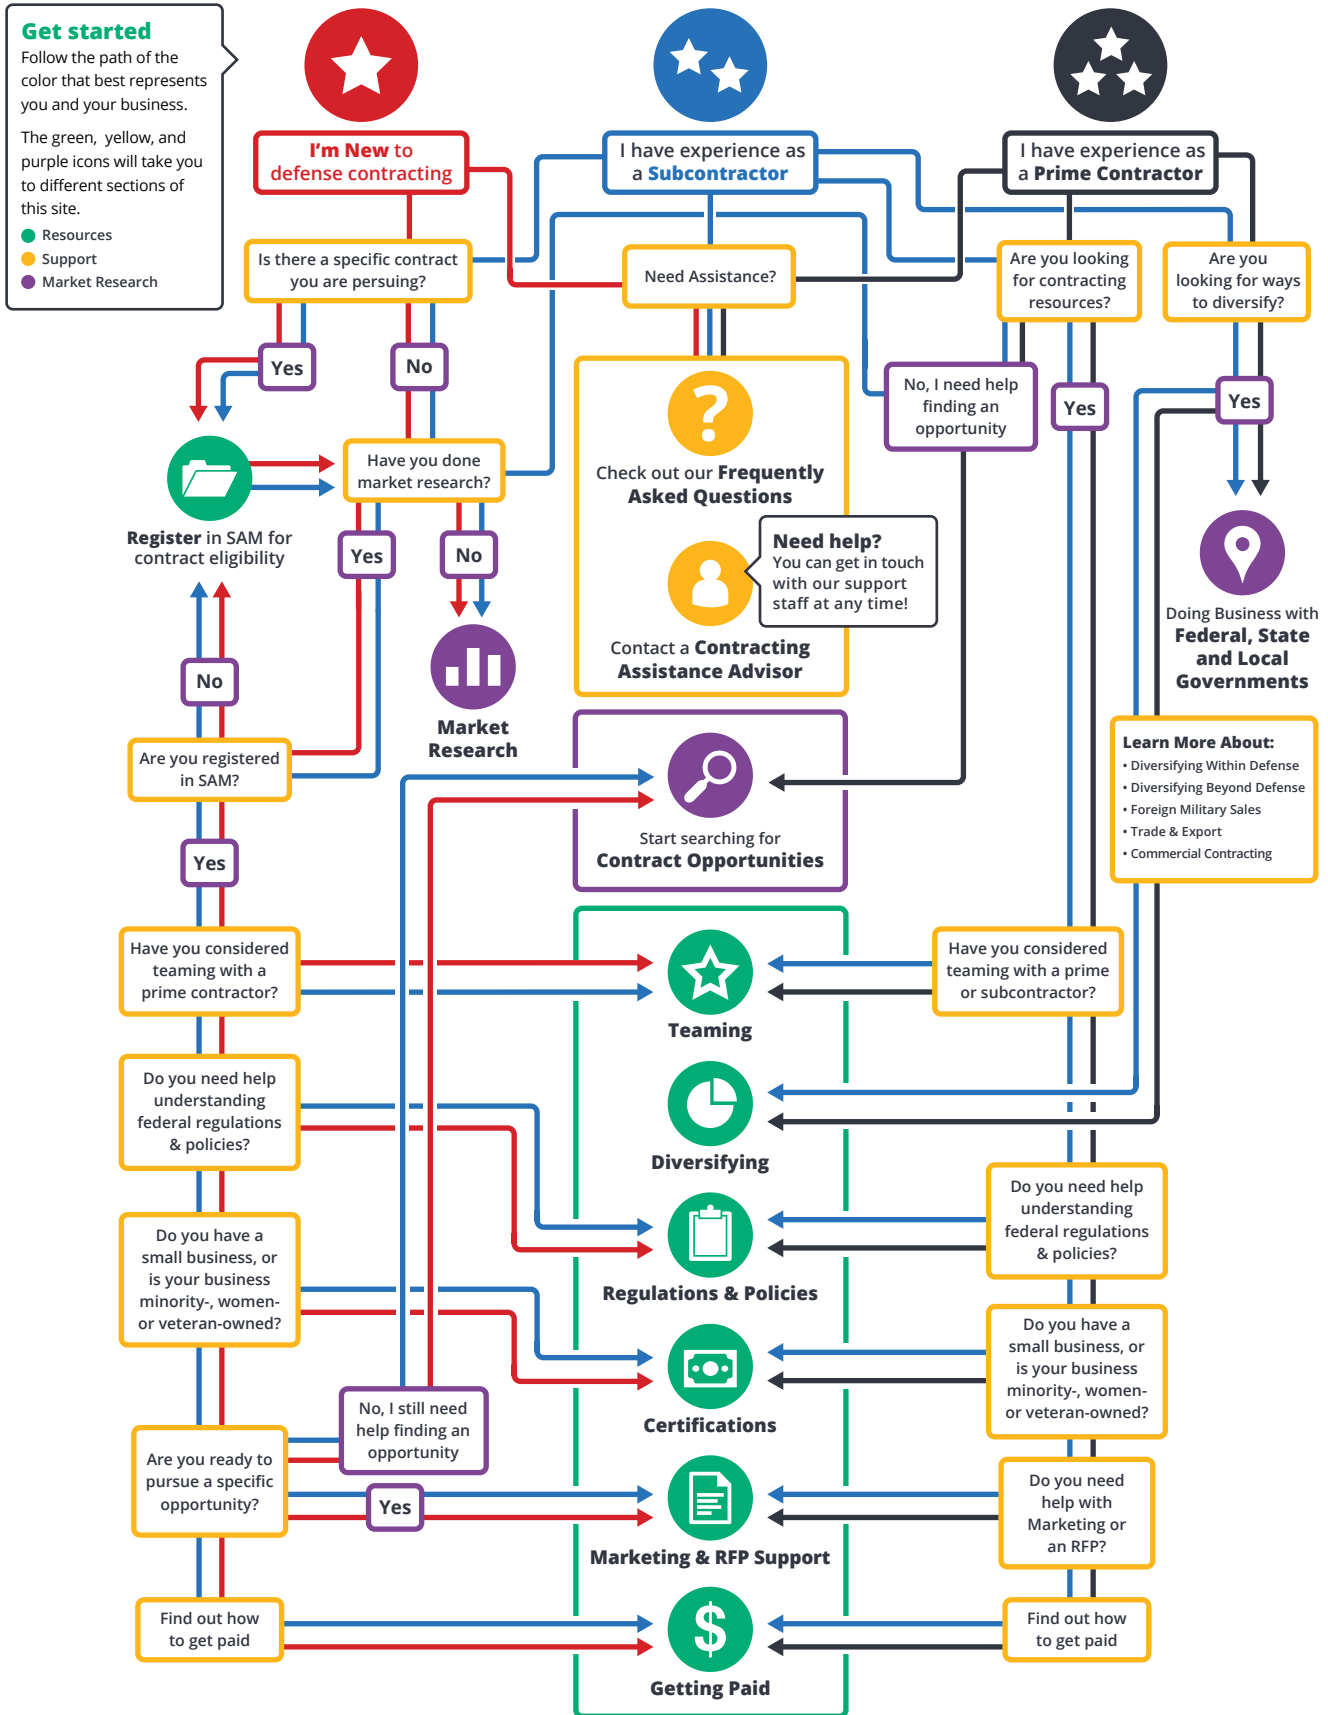 Get started
Follow the path of the
color that best represents
you and your business.
The green, yellow, and
purple icons will take you
to different sections of
this site.
Resources
Support
Market Research
I'm New to
defense contracting
I have experience as
a Subcontractor
I have experience as
a Prime Contractor
Is there a specific contract
you are persuing?
Need Assistance?
Are you looking
for contracting
resources?
Are you
looking for ways
to diversify?
Yes
No
No, I need help
finding an
opportunity
Yes
Yes
Have you done
market research?
?
Check out our Frequently
Asked Questions
Register in SAM for
contract eligibility
Yes
No
Need help?
You can get in touch
with our support
staff at any time!
Contact a Contracting
Assistance Advisor
Doing Business with
Federal, State
and Local
Governments
No
Market
Research
Are you registered
in SAM?
Learn More About:
• Diversifying Within Defense
• Diversifying Beyond Defense
• Foreign Military Sales
• Trade & Export
• Commercial Contracting
Start searching for
Contract Opportunities
Yes
Have you considered
teaming with a
prime contractor?
Teaming
Have you considered
teaming with a prime
or subcontractor?
Do you need help
understanding
federal regulations
& policies?
Diversifying
Do you need help
understanding
federal regulations
& policies?
Regulations & Policies
Do you have a
small business, or
is your business
minority-, women-
or veteran-owned?
Do you have a
small business, or
is your business
minority-, women-
or veteran-owned?
Certifications
No, I still need
help finding an
opportunity
Are you ready to
pursue a specific
opportunity?
Yes
Marketing & RFP Support
Do you need
help with
Marketing or
an RFP?
Find out how
to get paid
$
Getting Paid
Find out how
to get paid